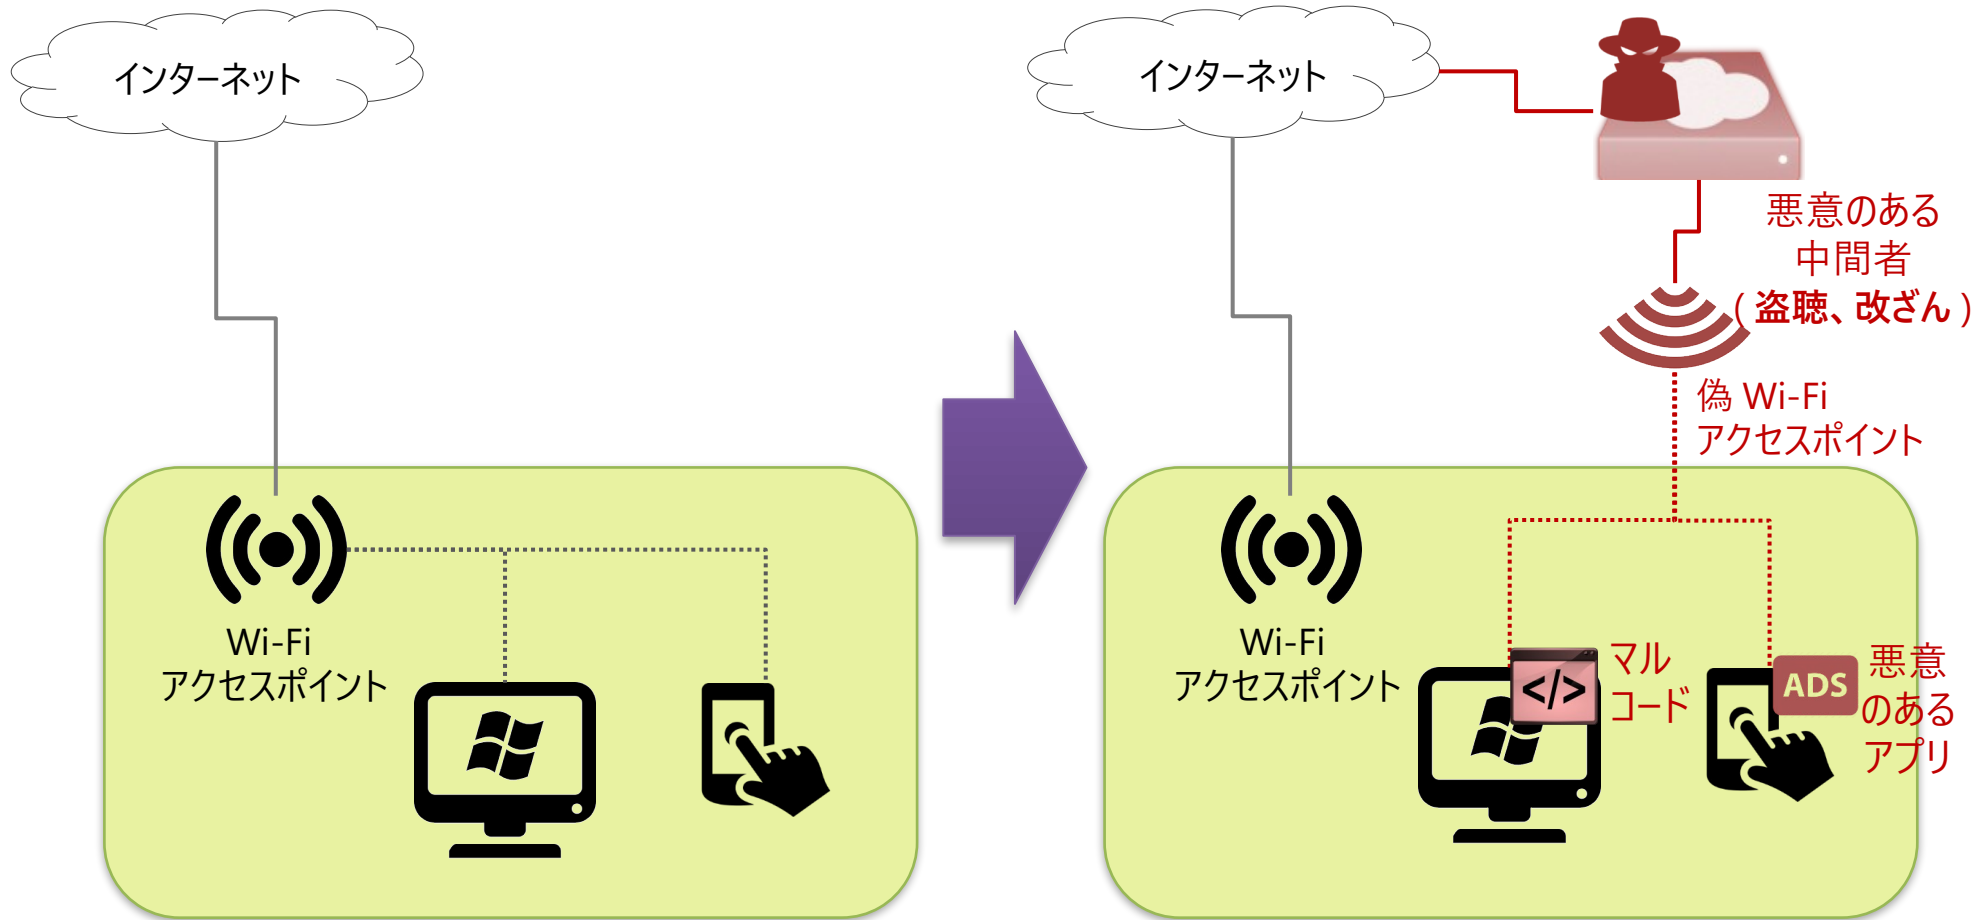 インターネット
Wi-Fi
アクセスポイント
インターネット
悪意のある
中間者
( 盗聴、改ざん )
偽 Wi-Fi
アクセスポイント
Wi-Fi
アクセスポイント
</>
マル
コード
ADS
悪意
のある
アプリ